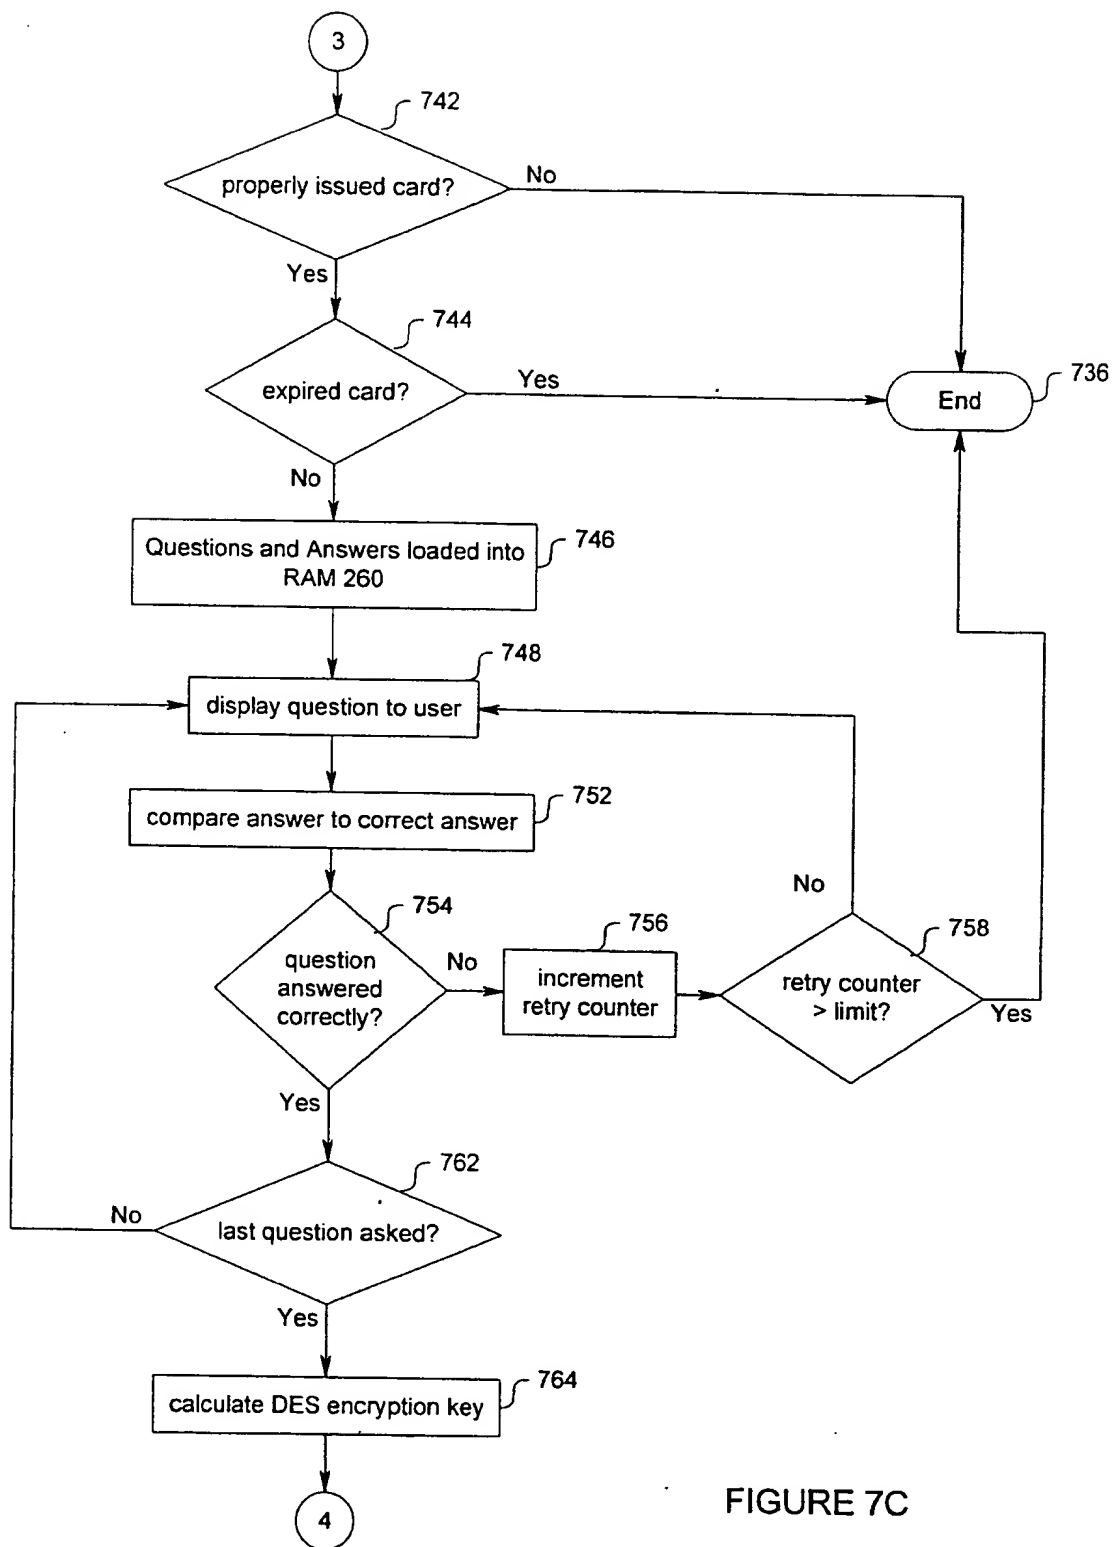 3
742
properly issued card?
No
Yes
744
expired card?
Yes
736
End
No
Questions and Answers loaded into
RAM 260
746
748
display question to user
752
compare answer to correct answer
No
754
756
758
question
answered
correctly?
No
increment
retry counter
retry counter
> limit?
Yes
Yes
762
No
last question asked?
Yes
764
calculate DES encryption key
4
FIGURE 7C